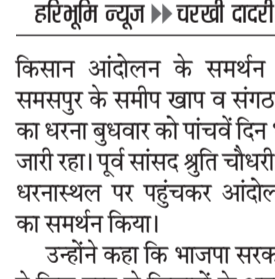 हरिभूमि न्यूज ▶▶ चरखी दादरी
किसान आंदोलन के समर्थन
समसपुर के समीप खाप व संगठ
का धरना बुधवार को पांचवें दिन
जारी रहा। पूर्व सांसद श्रुति चौधरी
धरनास्थल पर पहुंचकर आंदोल
का समर्थन किया।
उन्होंने कहा कि भाजपा सरक